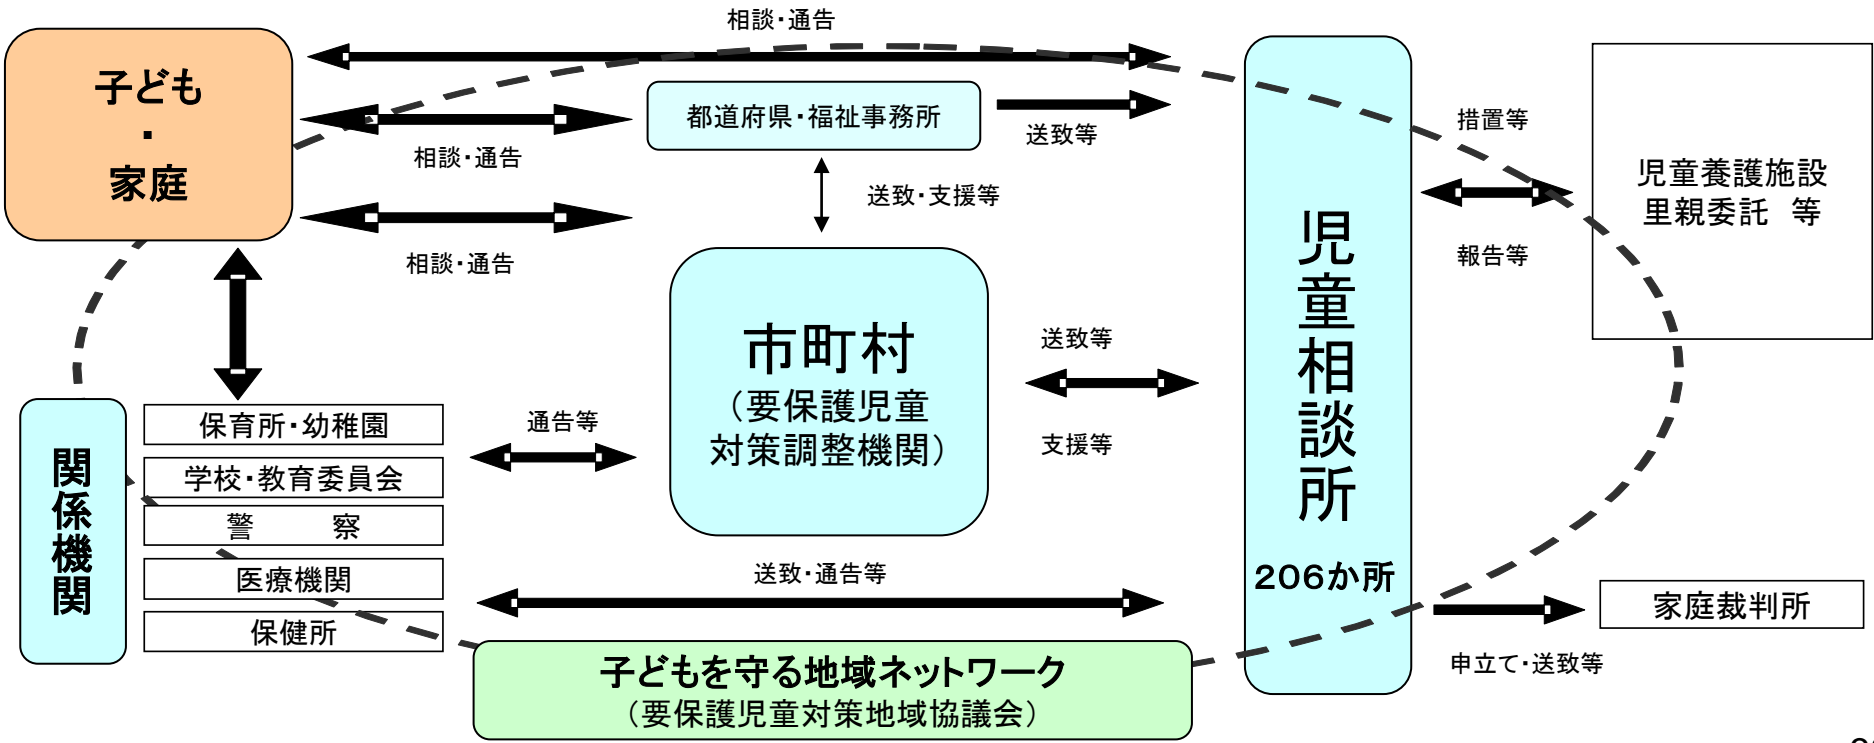 相談・通告
子ども
・
家庭
都道府県・福祉事務所
送致等
相談・通告
送致・支援等
相談・通告
措置等
児童養護施設
里親委託　等
報告等
市町村
（要保護児童
対策調整機関）
送致等
支援等
児童相談所
206か所
関係機関
保育所・幼稚園
学校・教育委員会
警　察
医療機関
保健所
通告等
送致・通告等
家庭裁判所
申立て・送致等
子どもを守る地域ネットワーク
（要保護児童対策地域協議会）